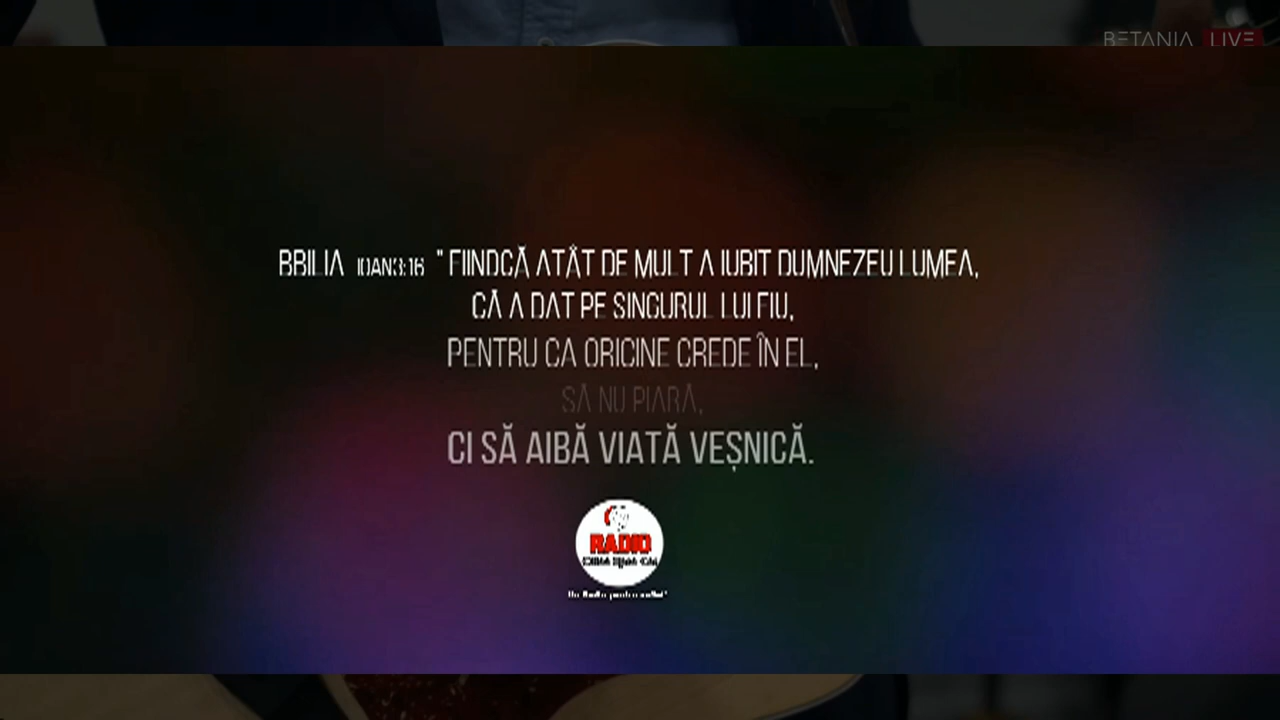 BETANIA LIVE
BBILIA IOAN3:16 " FIINDCĂ ATÂT DE MULT A IUBIT DUMNEZEU LUMEA,
CĂ A DAT PE SINGURUL LUI FIU,
PENTRU CA ORICINE CREDE ÎN EL,
SĂ NU PIARĂ,
CI SĂ AIBĂ VIATĂ VEȘNICĂ.
RADIO